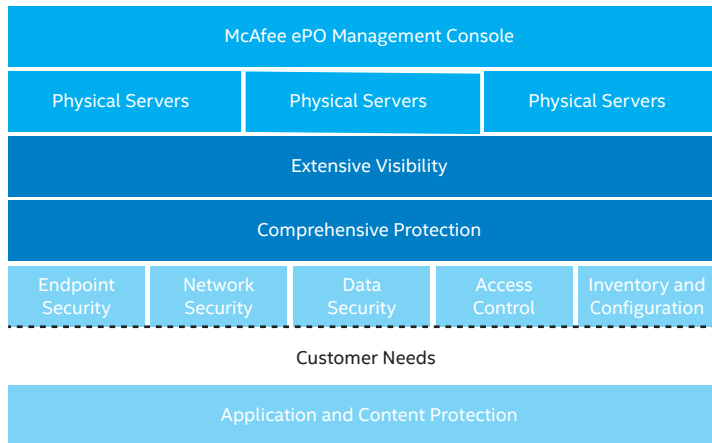 McAfee ePO Management Console
Physical Servers
Physical Servers
Physical Servers
Extensive Visibility
Comprehensive Protection
Endpoint
Security
Network
Security
Data
Security
Access
Control
Inventory and
Configuration
Customer Needs
Application and Content Protection